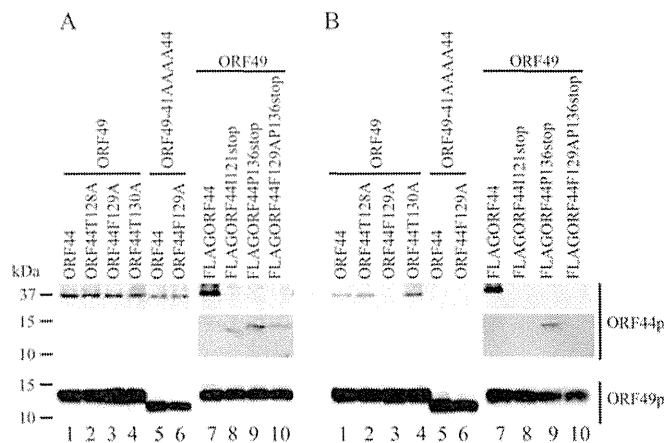 A
B
ORF49
ORF49-41AAAA44
ORF49
ORF49
ORF49-41AAAA44
ORF49
ORF44
ORF44T128A
ORF44F129A
ORF44T130A
ORF44
ORF44F129A
FLAGORF44
FLAGORF44I121stop
FLAGORF44P136stop
FLAGORF44F129AP136stop
ORF44
ORF44T128A
ORF44F129A
ORF44T130A
ORF44
ORF44F129A
FLAGORF44
FLAGORF44I121stop
FLAGORF44P136stop
FLAGORF44F129AP136stop
kDa
37
15
10
15
10
ORF44p
ORF49p
1 2 3 4 5 6 7 8 9 10
1 2 3 4 5 6 7 8 9 10